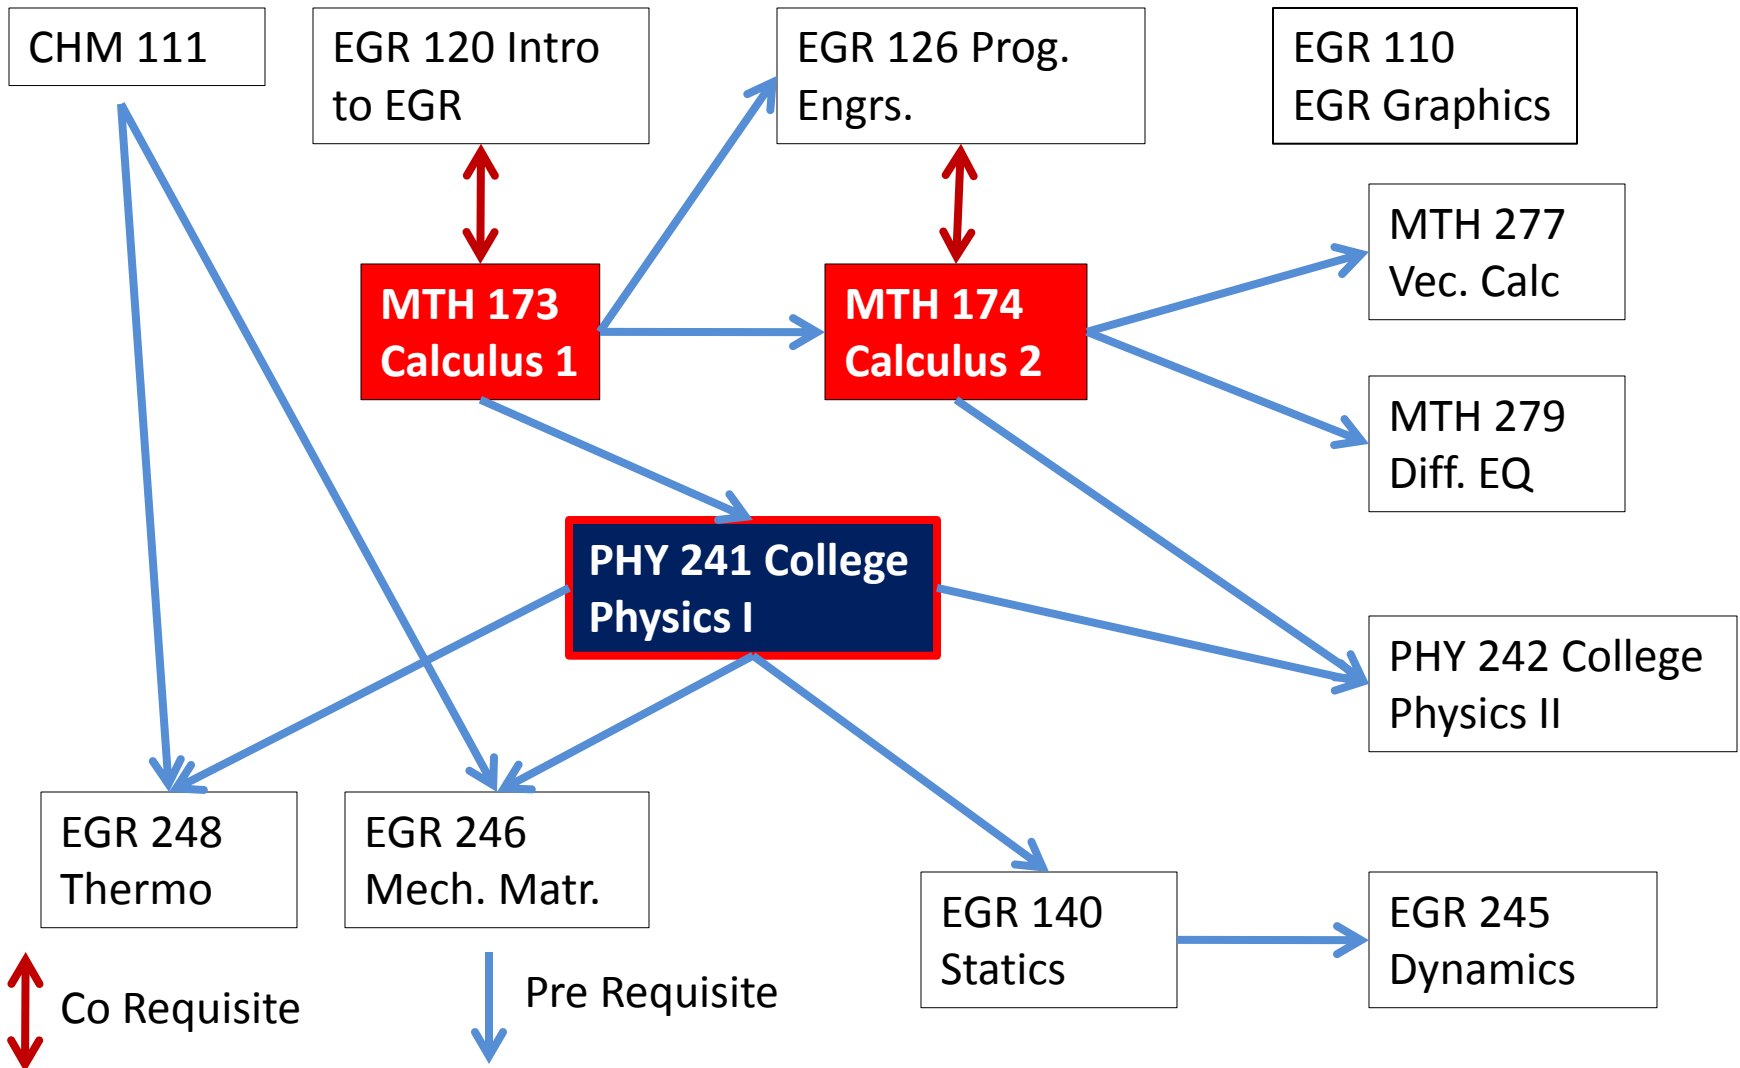 CHM 111
EGR 120 Intro
to EGR
EGR 126 Prog.
Engrs.
EGR 110
EGR Graphics
MTH 173
Calculus 1
MTH 174
Calculus 2
MTH 277
Vec. Calc
MTH 279
Diff. EQ
PHY 241 College
Physics I
PHY 242 College
Physics II
EGR 248
Thermo
EGR 246
Mech. Matr.
EGR 140
Statics
EGR 245
Dynamics
Co Requisite
Pre Requisite